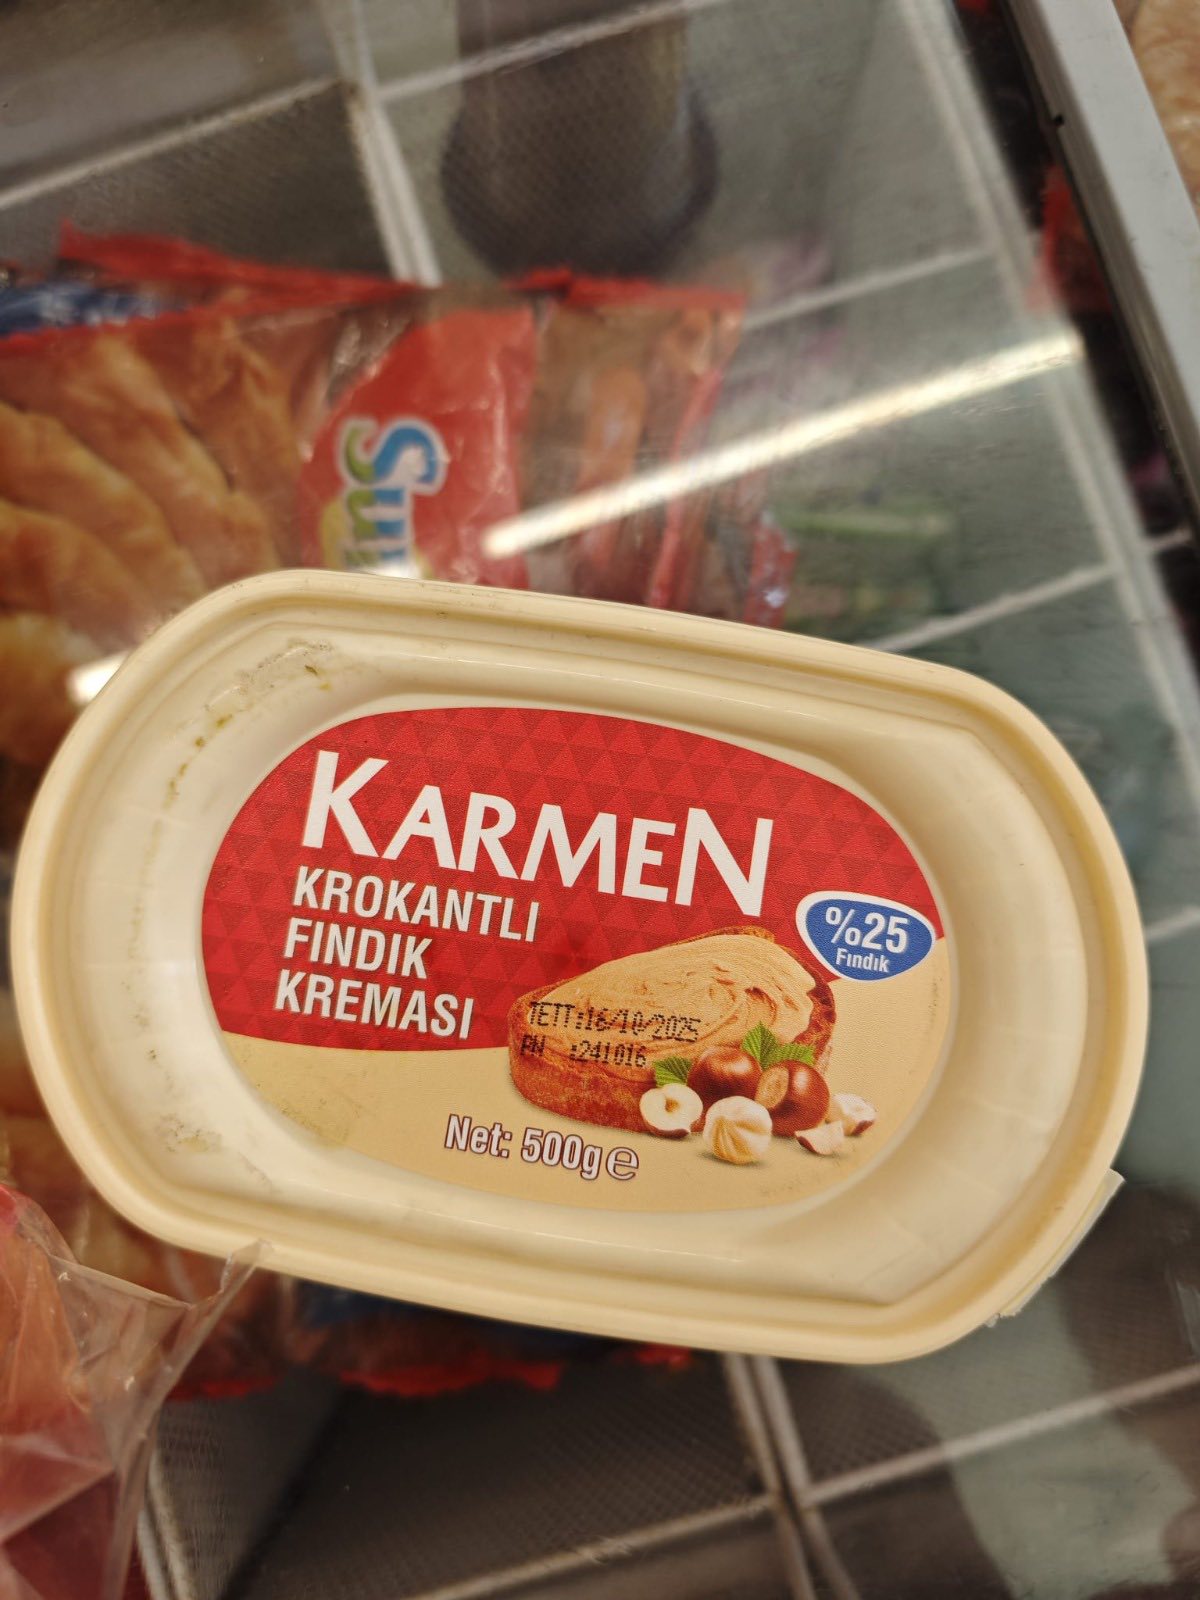 KARMEN
KROKANTLI
FINDIK
KREMASI
%25
Fındık
TETT:16/10/2025
PN :241016
Net: 500g e